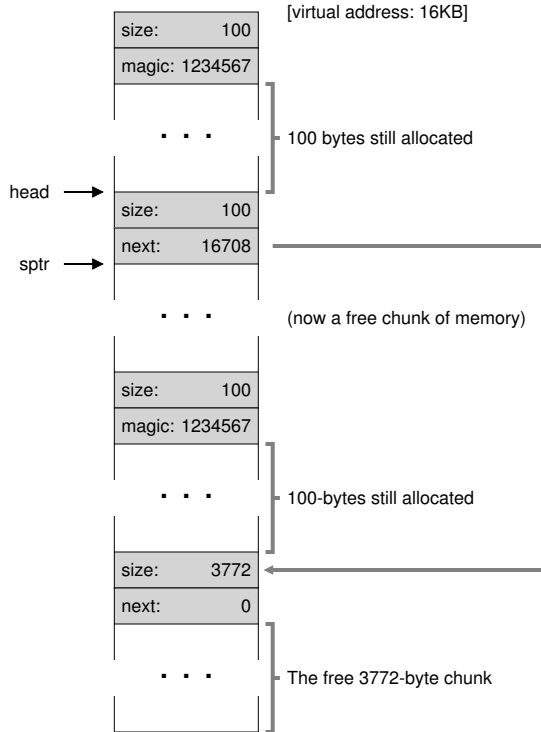 [virtual address: 16KB]
size: 100
magic: 1234567
. . .
100 bytes still allocated
head
size: 100
next: 16708
sptr
. . .
(now a free chunk of memory)
size: 100
magic: 1234567
. . .
100-bytes still allocated
size: 3772
next: 0
. . .
The free 3772-byte chunk